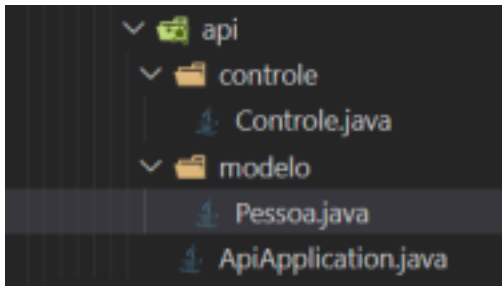 api
controle
Controle.java
modelo
Pessoa.java
ApiApplication.java